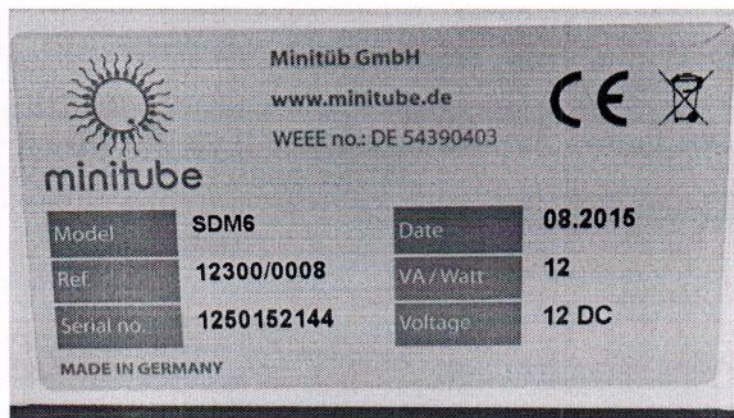 Minitüb GmbH
www.minitube.de
WEEE no.: DE 54390403
CE
minitube
Model SDM6
Date 08.2015
Ref. 12300/0008
VA / Watt 12
Serial no. 1250152144
Voltage 12 DC
MADE IN GERMANY